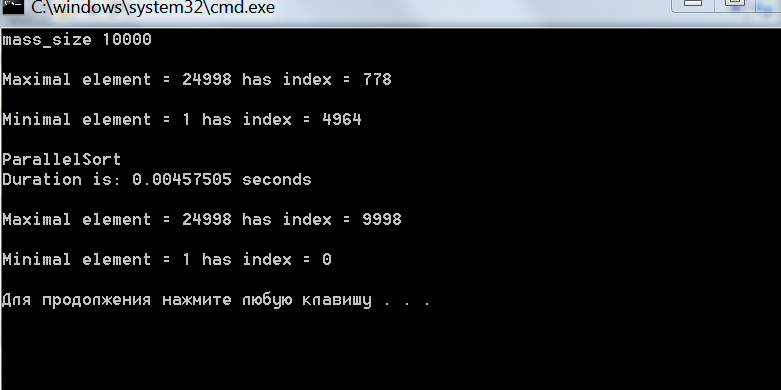 C:\windows\system32\cmd.exe
mass_size 10000
Maximal element = 24998 has index = 778
Minimal element = 1 has index = 4964
ParallelSort
Duration is: 0.00457505 seconds
Maximal element = 24998 has index = 9998
Minimal element = 1 has index = 0
Для продолжения нажмите любую клавишу . . .